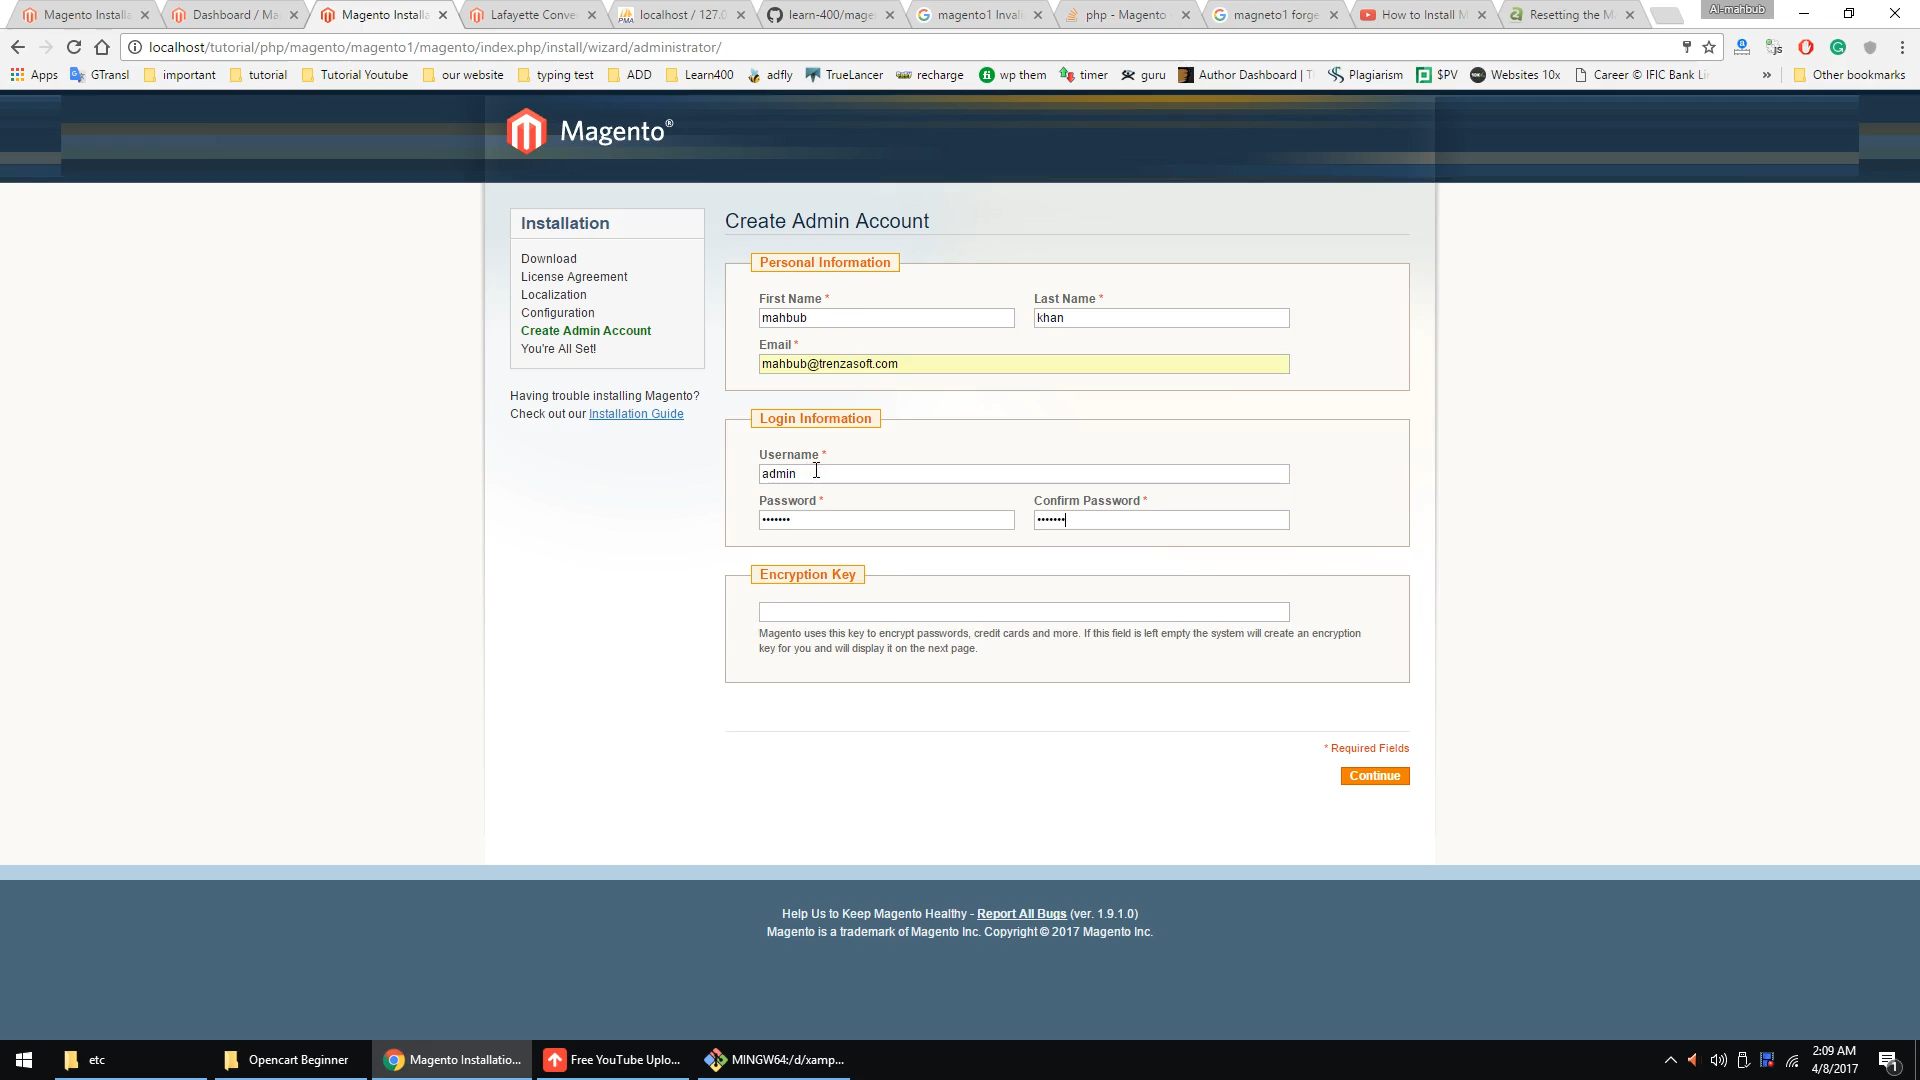 Magento Installa
Dashboard / Ma
Magento Installa
Lafayette Conve
localhost / 127.0
learn-400/mage
magento1 Inval
php - Magento
magneto1 forge
How to Install M
Resetting the M
Al-mahbub
localhost/tutorial/php/magento/magento1/magento/index.php/install/wizard/administrator/
Apps
GTransl
important
tutorial
Tutorial Youtube
our website
typing test
ADD
Learn400
adfly
TrueLancer
recharge
wp them
timer
guru
Author Dashboard | T
Plagiarism
$PV
Websites 10x
Career © IFIC Bank Li
»
Other bookmarks
Magento®
Installation
Download
License Agreement
Localization
Configuration
Create Admin Account
You're All Set!
Having trouble installing Magento?
Check out our Installation Guide
Create Admin Account
Personal Information
First Name *
Last Name *
mahbub
khan
Email *
mahbub@trenzasoft.com
Login Information
Username *
admin
Password *
Confirm Password *
•••••••
•••••••
Encryption Key
Magento uses this key to encrypt passwords, credit cards and more. If this field is left empty the system will create an encryption
key for you and will display it on the next page.
* Required Fields
Continue
Help Us to Keep Magento Healthy - Report All Bugs (ver. 1.9.1.0)
Magento is a trademark of Magento Inc. Copyright © 2017 Magento Inc.
etc
Opencart Beginner
Magento Installatio...
Free YouTube Uplo...
MINGW64:/d/xamp...
2:09 AM
4/8/2017
1